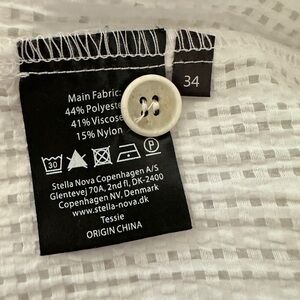 34
Main Fabric:
44% Polyeste
41% Viscose
15% Nylon
30
P
Stella Nova Copenhagen A/S
Glentevej 70A, 2nd fl, DK-2400
Copenhagen NV, Denmark
www.stella-nova.dk
Tessie
ORIGIN CHINA